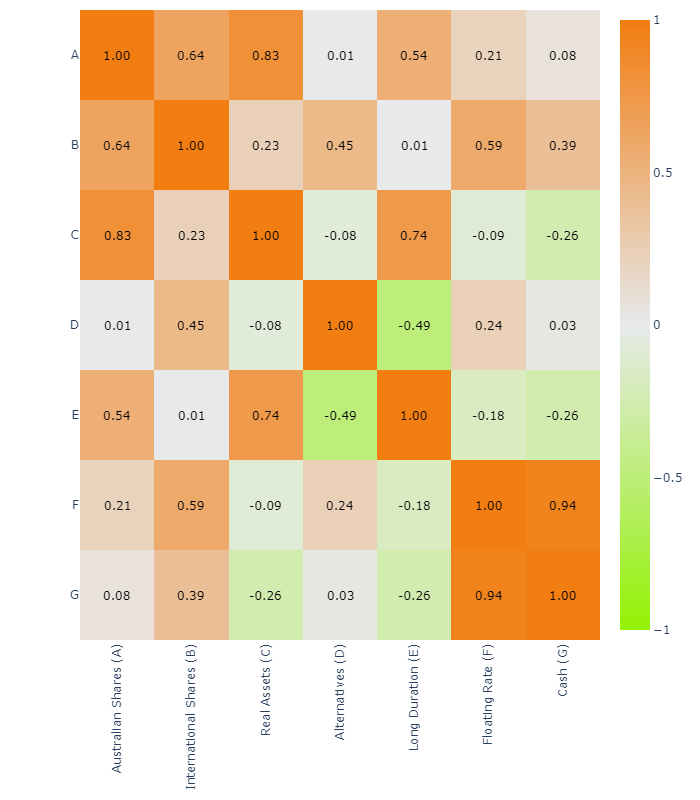 A 1.00 0.64 0.83 0.01 0.54 0.21 0.08
B 0.64 1.00 0.23 0.45 0.01 0.59 0.39
C 0.83 0.23 1.00 -0.08 0.74 -0.09 -0.26
D 0.01 0.45 -0.08 1.00 -0.49 0.24 0.03
E 0.54 0.01 0.74 -0.49 1.00 -0.18 -0.26
F 0.21 0.59 -0.09 0.24 -0.18 1.00 0.94
G 0.08 0.39 -0.26 0.03 -0.26 0.94 1.00
Australian Shares (A)
International Shares (B)
Real Assets (C)
Alternatives (D)
Long Duration (E)
Floating Rate (F)
Cash (G)
1
0.5
0
−0.5
−1